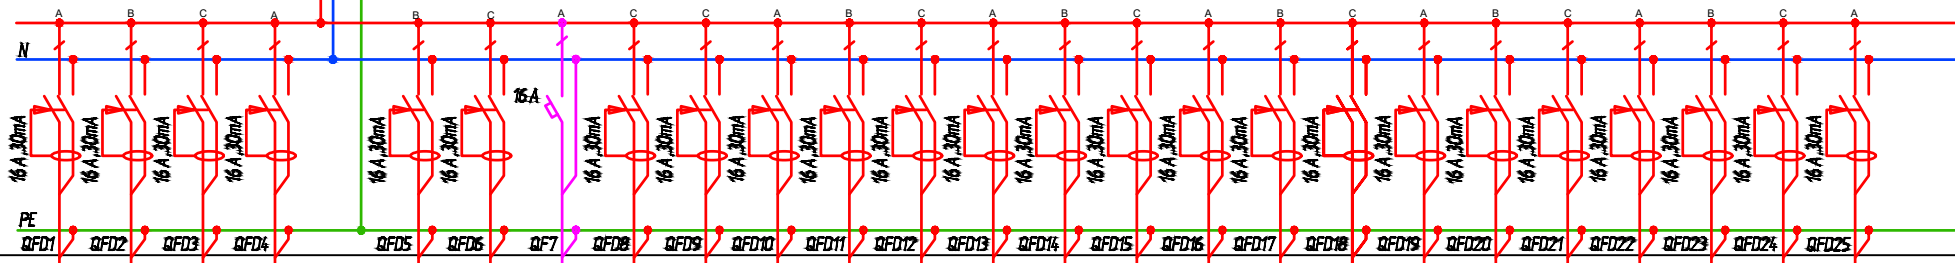 A B C A B C A C C A B C A B C A B C A B C A B C A
N
16 A
16 A,30mA 16 A,30mA 16 A,30mA 16 A,30mA 16 A,30mA 16 A,30mA 16 A,30mA 16 A,30mA 16 A,30mA 16 A,30mA 16 A,30mA 16 A,30mA 16 A,30mA 16 A,30mA 16 A,30mA 16 A,30mA 16 A,30mA 16 A,30mA 16 A,30mA 16 A,30mA 16 A,30mA 16 A,30mA 16 A,30mA 16 A,30mA
PE
QFD1 QFD2 QFD3 QFD4 QFD5 QFD6 QF7 QFD8 QFD9 QFD10 QFD11 QFD12 QFD13 QFD14 QFD15 QFD16 QFD17 QFD18 QFD19 QFD20 QFD21 QFD22 QFD23 QFD24 QFD25